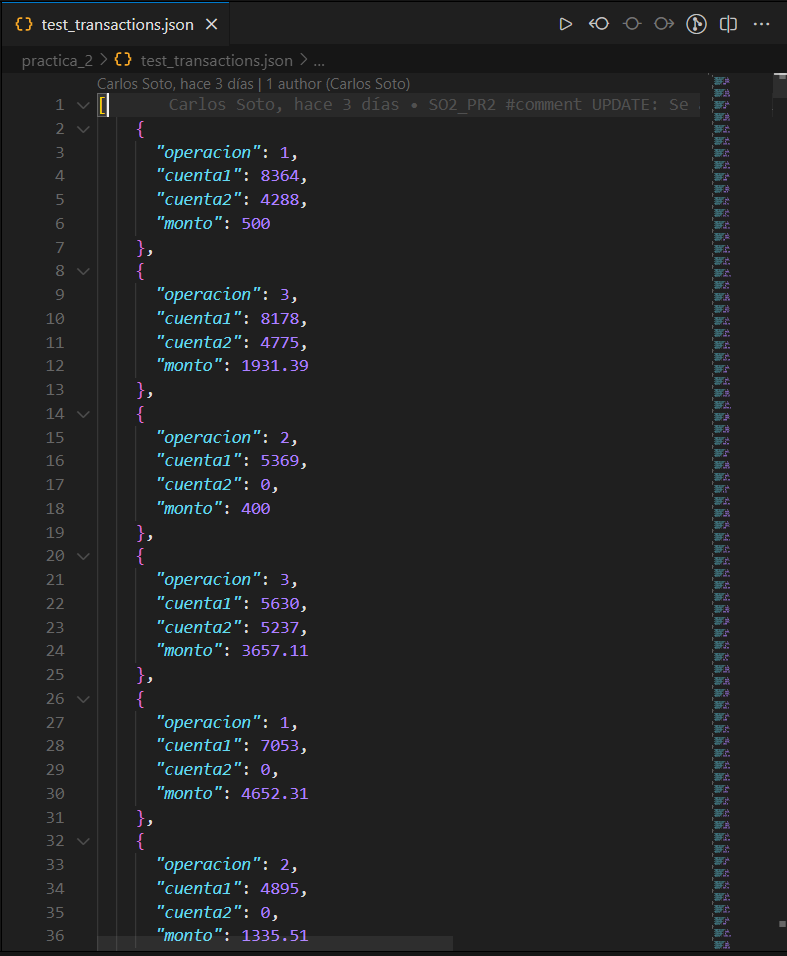 test_transactions.json
practica_2 > test_transactions.json > ...
Carlos Soto, hace 3 días | 1 author (Carlos Soto)
1 [ Carlos Soto, hace 3 días • SO2_PR2 #comment UPDATE: Se
2 {
3 "operacion": 1,
4 "cuenta1": 8364,
5 "cuenta2": 4288,
6 "monto": 500
7 },
8 {
9 "operacion": 3,
10 "cuenta1": 8178,
11 "cuenta2": 4775,
12 "monto": 1931.39
13 },
14 {
15 "operacion": 2,
16 "cuenta1": 5369,
17 "cuenta2": 0,
18 "monto": 400
19 },
20 {
21 "operacion": 3,
22 "cuenta1": 5630,
23 "cuenta2": 5237,
24 "monto": 3657.11
25 },
26 {
27 "operacion": 1,
28 "cuenta1": 7053,
29 "cuenta2": 0,
30 "monto": 4652.31
31 },
32 {
33 "operacion": 2,
34 "cuenta1": 4895,
35 "cuenta2": 0,
36 "monto": 1335.51